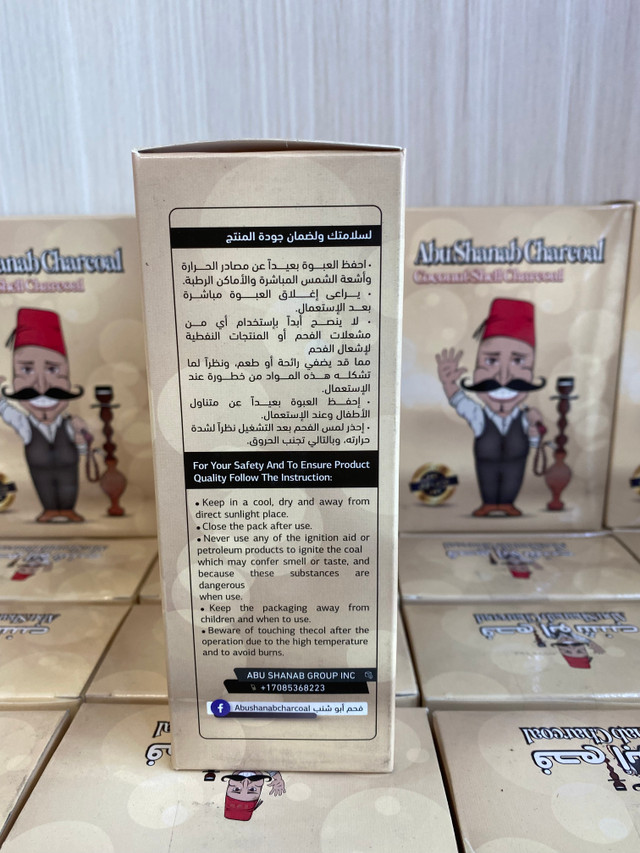 لسلامتك ولضمان جودة المنتج
• احفظ العبوة بعيداً عن مصادر الحرارة
وأشعة الشمس المباشرة والأماكن الرطبة.
• يراعى إغلاق العبوة مباشرة
بعد الإستعمال.
• لا ينصح أبداً بإستخدام أي من
مشعلات الفحم أو المنتجات النفطية
لإشعال الفحم
مما قد يضفي رائحة أو طعم، ونظراً لما
تشكله هذه المواد من خطورة عند
الإستعمال.
• إحفظ العبوة بعيداً عن متناول
الأطفال وعند الإستعمال.
• إحذر لمس الفحم بعد التشغيل نظراً لشدة
حرارته، وبالتالي تجنب الحروق.
For Your Safety And To Ensure Product
Quality Follow The Instruction:
• Keep in a cool, dry and away from
direct sunlight place.
• Close the pack after use.
• Never use any of the ignition aid or
petroleum products to ignite the coal
which may confer smell or taste, and
because these substances are
dangerous
when use.
• Keep the packaging away from
children and when to use.
• Beware of touching thecol after the
operation due to the high temperature
and to avoid burns.
ABU SHANAB GROUP INC
+17085368223
f Abushanabcharcoal فحم أبو شنب
anab Charcoal
Shell Charcoal
Abu Shanab Charcoal
Coconut Shell Charcoal